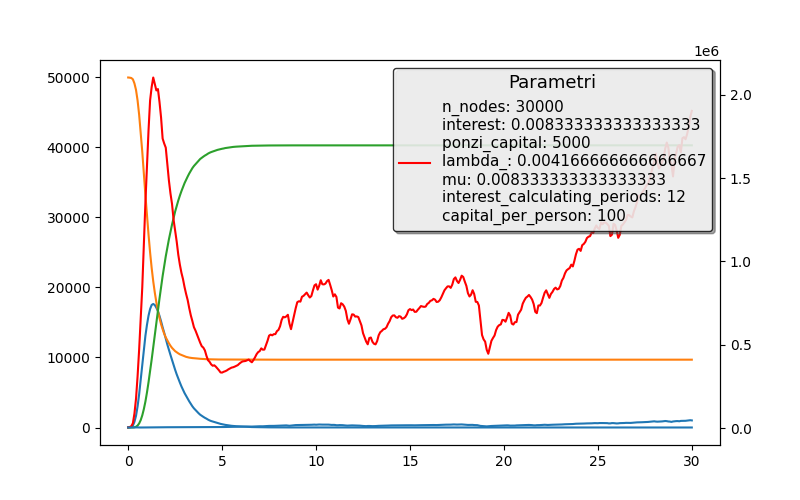 1e6
50000
40000
30000
20000
10000
0
2.0
1.5
1.0
0.5
0.0
0
5
10
15
20
25
30
Parametri
n_nodes: 30000
interest: 0.008333333333333333
ponzi_capital: 5000
lambda_: 0.004166666666666667
mu: 0.008333333333333333
interest_calculating_periods: 12
capital_per_person: 100